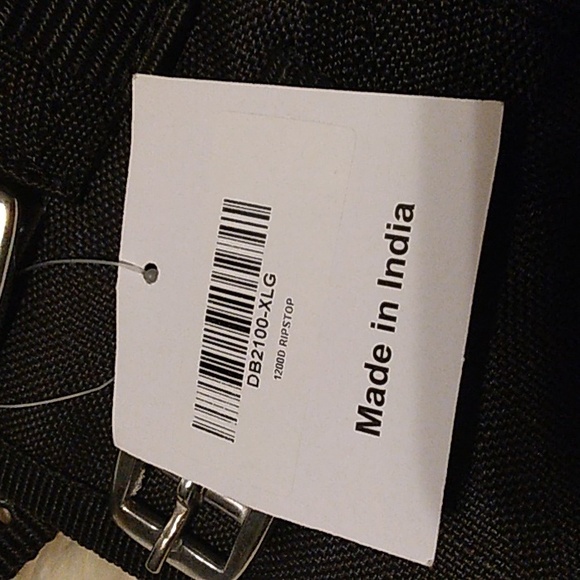 DB2100-XLG
1200D RIPSTOP
Made in India